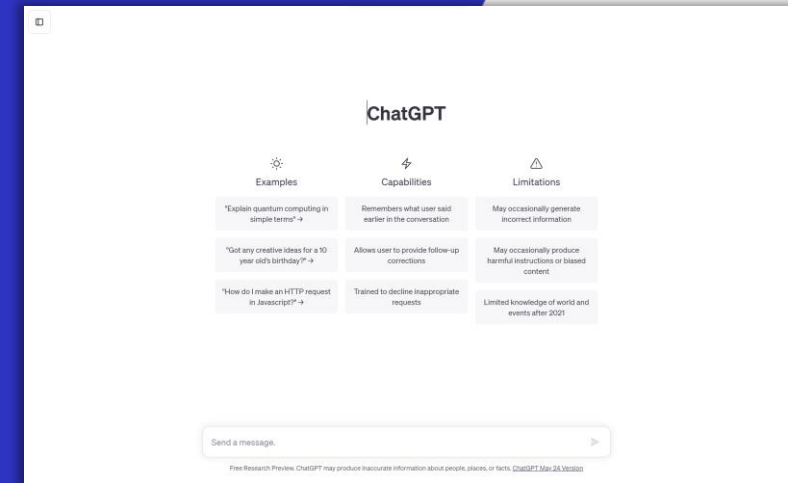 ChatGPT
Examples
"Explain quantum computing in
simple terms" →
"Got any creative ideas for a 10
year old's birthday?" →
"How do I make an HTTP request
in Javascript?" →
Capabilities
Remembers what user said
earlier in the conversation
Allows user to provide follow-up
corrections
Trained to decline inappropriate
requests
Limitations
May occasionally generate
incorrect information
May occasionally produce
harmful instructions or biased
content
Limited knowledge of world and
events after 2021
Send a message.
Free Research Preview. ChatGPT may produce inaccurate information about people, places, or facts. ChatGPT May 24 Version